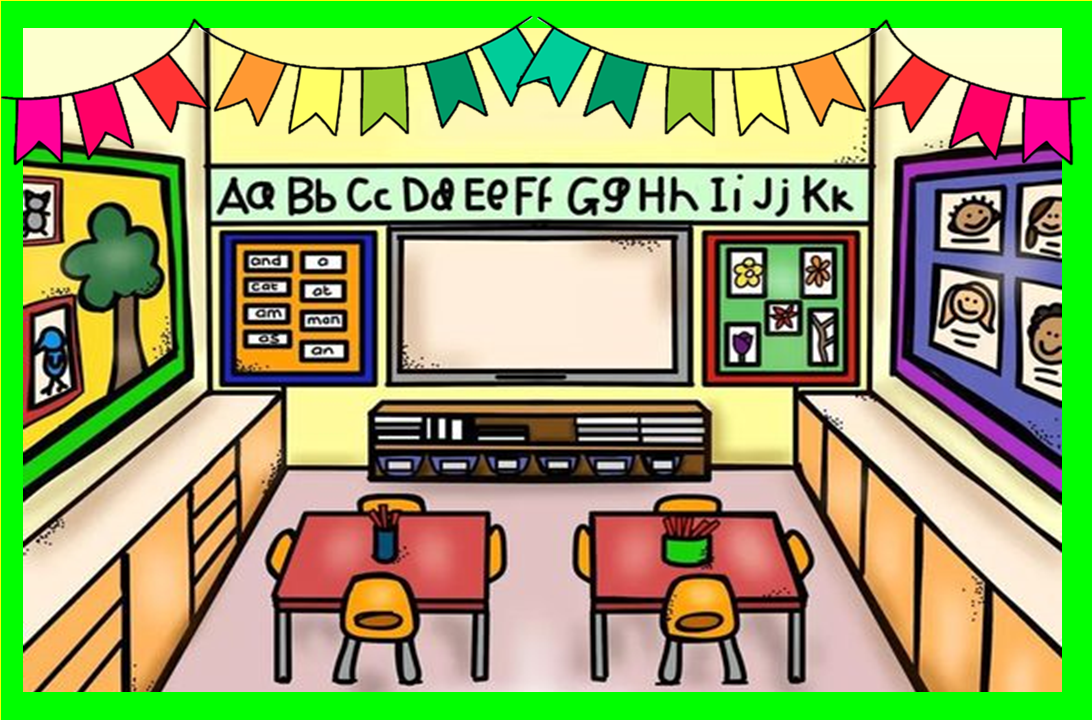 Aa Bb Cc Dd Ee Ff Gg Hh Ii Jj Kk
and a
cat at
am man
as an